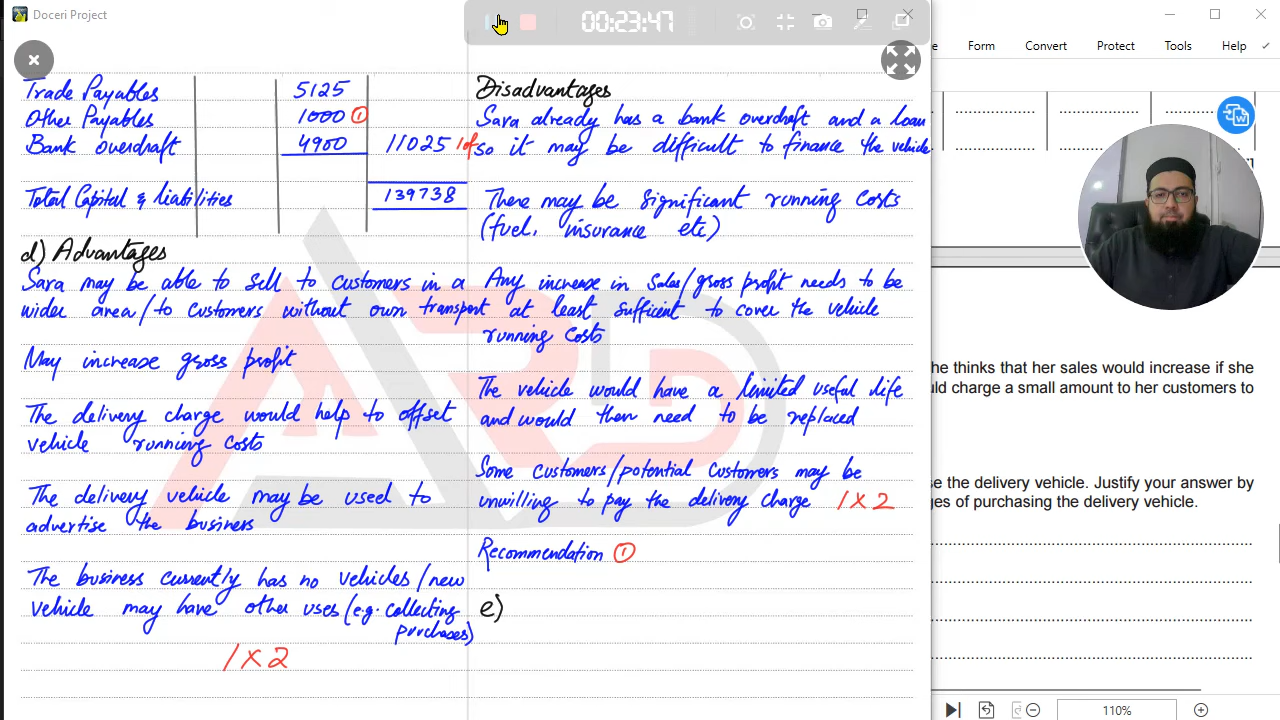 Doceri Project
00:23:47
Form Convert Protect Tools Help
Trade Payables 5125
Other Payables 1000 ①
Bank overdraft 4900 11025 1of
Total Capital & liabilities 139738
d) Advantages
Sara may be able to sell to customers in a
wider area/to customers without own transport
May increase gross profit
The delivery charge would help to offset
vehicle running costs
The delivery vehicle may be used to
advertise the business
The business currently has no vehicles/new
vehicle may have other uses (e.g. collecting
purchases)
1 X 2
Disadvantages
Sara already has a bank overdraft and a loan
so it may be difficult to finance the vehicle
There may be significant running costs
(fuel, insurance etc)
Any increase in sales/gross profit needs to be
at least sufficient to cover the vehicle
running costs
The vehicle would have a limited useful life
and would then need to be replaced
Some customers/potential customers may be
unwilling to pay the delivery charge 1 X 2
Recommendation ①
e)
ARD
he thinks that her sales would increase if she
uld charge a small amount to her customers to
se the delivery vehicle. Justify your answer by
ges of purchasing the delivery vehicle.
110%